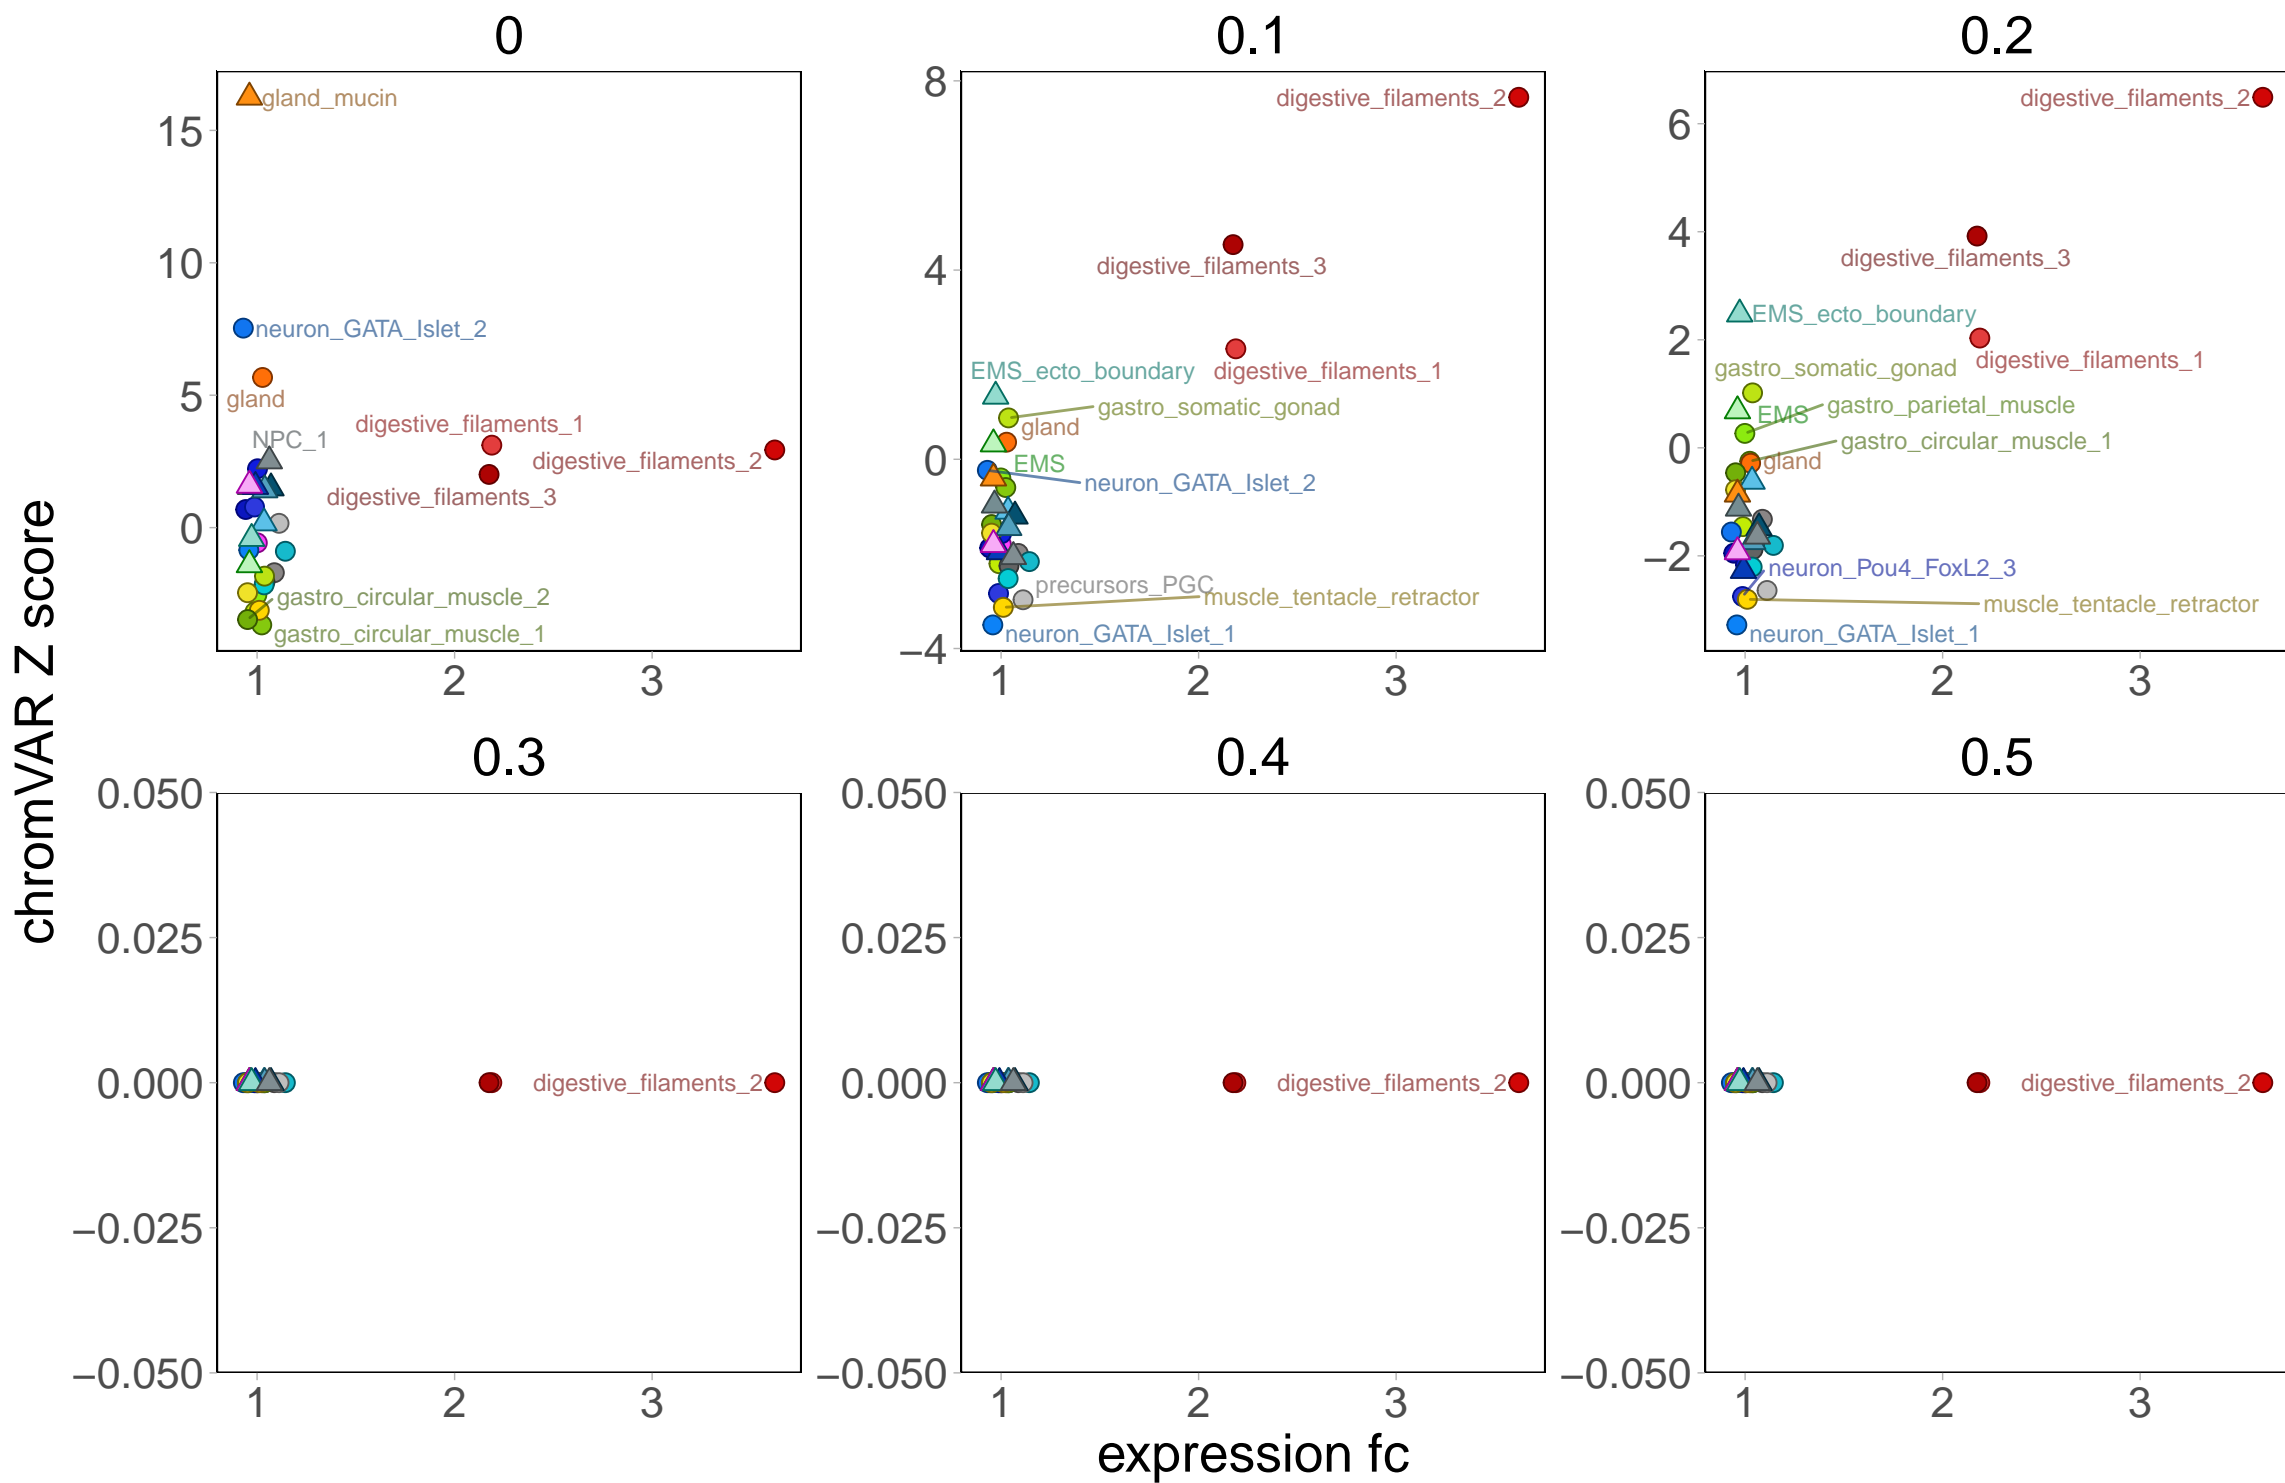 0
0.1
0.2
chromVAR Z score
15
10
5
0
gland_mucin
neuron_GATA_Islet_2
gland
digestive_filaments_1
NPC_1
digestive_filaments_2
digestive_filaments_3
gastro_circular_muscle_2
gastro_circular_muscle_1
1
2
3
8
4
0
−4
digestive_filaments_2
digestive_filaments_3
EMS_ecto_boundary
digestive_filaments_1
gastro_somatic_gonad
gland
EMS
neuron_GATA_Islet_2
precursors_PGC
muscle_tentacle_retractor
neuron_GATA_Islet_1
1
2
3
6
4
2
0
−2
digestive_filaments_2
digestive_filaments_3
EMS_ecto_boundary
digestive_filaments_1
gastro_somatic_gonad
EMS
gastro_parietal_muscle
gastro_circular_muscle_1
gland
neuron_Pou4_FoxL2_3
muscle_tentacle_retractor
neuron_GATA_Islet_1
1
2
3
0.3
0.4
0.5
0.050
0.025
0.000
−0.025
−0.050
digestive_filaments_2
1
2
3
0.050
0.025
0.000
−0.025
−0.050
digestive_filaments_2
1
2
3
0.050
0.025
0.000
−0.025
−0.050
digestive_filaments_2
1
2
3
expression fc